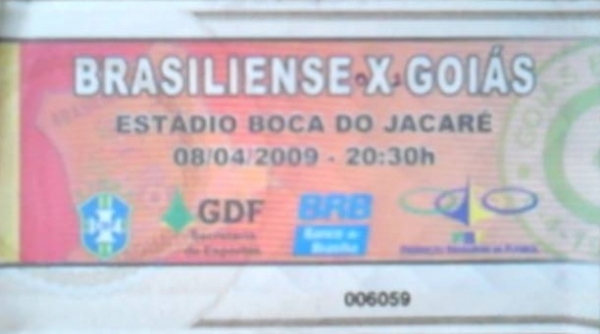 BRASILIENSE X GOIÁS
ESTADIO BOCA DO JACARÉ
08/04/2009 - 20:30h
GDF
Secretaria
de Esportes
BRB
Banco de
Brasília
006059